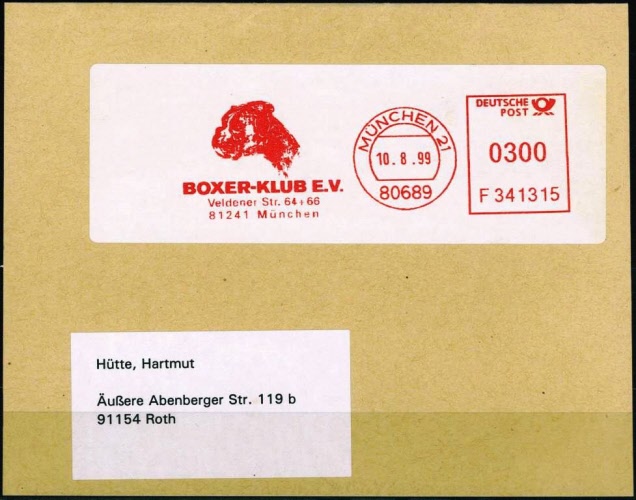 BOXER-KLUB E.V.
Veldener Str. 64+66
81241 München
MÜNCHEN 21
10.8.99
80689
DEUTSCHE
POST
0300
F 341315
Hütte, Hartmut
Äußere Abenberger Str. 119 b
91154 Roth